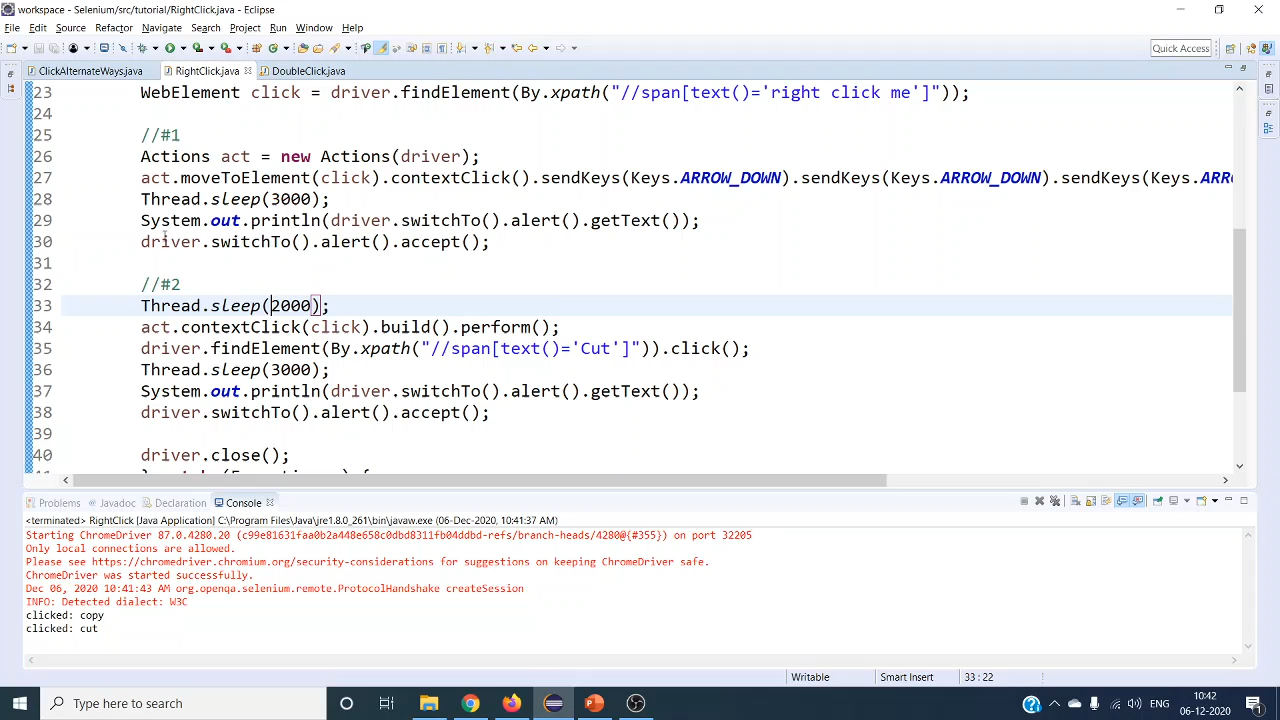 workspace - Selenium/src/tutorial/RightClick.java - Eclipse
File Edit Source Refactor Navigate Search Project Run Window Help
Quick Access
ClickAlternateWays.java RightClick.java DoubleClick.java
23 WebElement click = driver.findElement(By.xpath("//span[text()='right click me']"));
24
25 //#1
26 Actions act = new Actions(driver);
27 act.moveToElement(click).contextClick().sendKeys(Keys.ARROW_DOWN).sendKeys(Keys.ARROW_DOWN).sendKeys(Keys.ARR
28 Thread.sleep(3000);
29 System.out.println(driver.switchTo().alert().getText());
30 driver.switchTo().alert().accept();
31
32 //#2
33 Thread.sleep(2000);
34 act.contextClick(click).build().perform();
35 driver.findElement(By.xpath("//span[text()='Cut']")).click();
36 Thread.sleep(3000);
37 System.out.println(driver.switchTo().alert().getText());
38 driver.switchTo().alert().accept();
39
40 driver.close();
Problems Javadoc Declaration Console
<terminated> RightClick [Java Application] C:\Program Files\Java\jre1.8.0_261\bin\javaw.exe (06-Dec-2020, 10:41:37 AM)
Starting ChromeDriver 87.0.4280.20 (c99e81631faa0b2a448e658c0dbd8311fb04ddbd-refs/branch-heads/4280@{#355}) on port 32205
Only local connections are allowed.
Please see https://chromedriver.chromium.org/security-considerations for suggestions on keeping ChromeDriver safe.
ChromeDriver was started successfully.
Dec 06, 2020 10:41:43 AM org.openqa.selenium.remote.ProtocolHandshake createSession
INFO: Detected dialect: W3C
clicked: copy
clicked: cut
Writable Smart Insert 33 : 22
Type here to search
10:42
06-12-2020